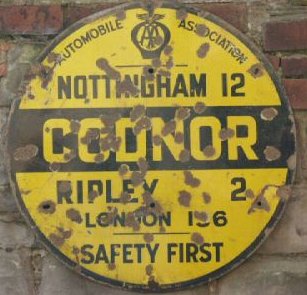 AUTOMOBILE ASSOCIATION
AA
NOTTINGHAM 12
CODNOR
RIPLEY 2
LONDON 136
SAFETY FIRST